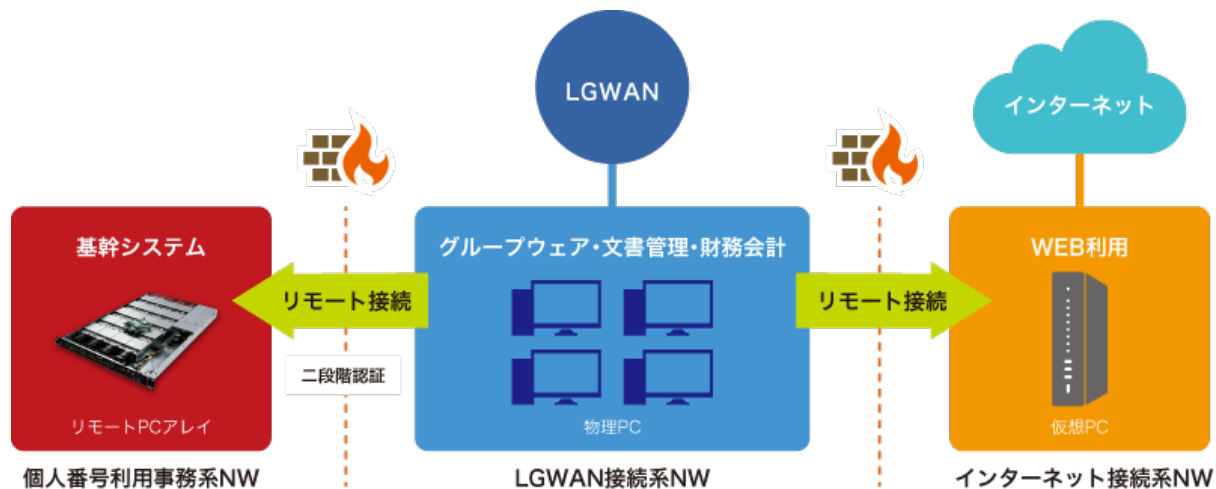 LGWAN
インターネット
基幹システム
グループウェア・文書管理・財務会計
WEB利用
リモート接続
リモート接続
二段階認証
リモートPCアレイ
物理PC
仮想PC
個人番号利用事務系NW
LGWAN接続系NW
インターネット接続系NW